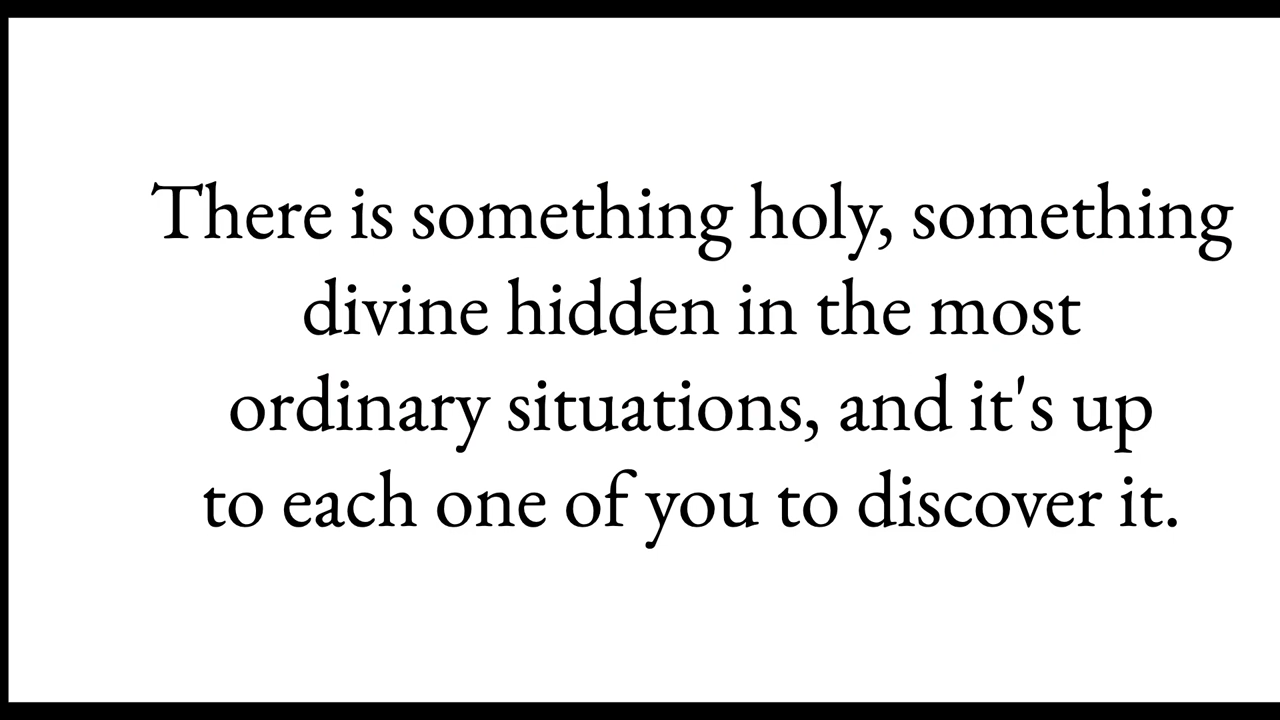 There is something holy, something
divine hidden in the most
ordinary situations, and it's up
to each one of you to discover it.